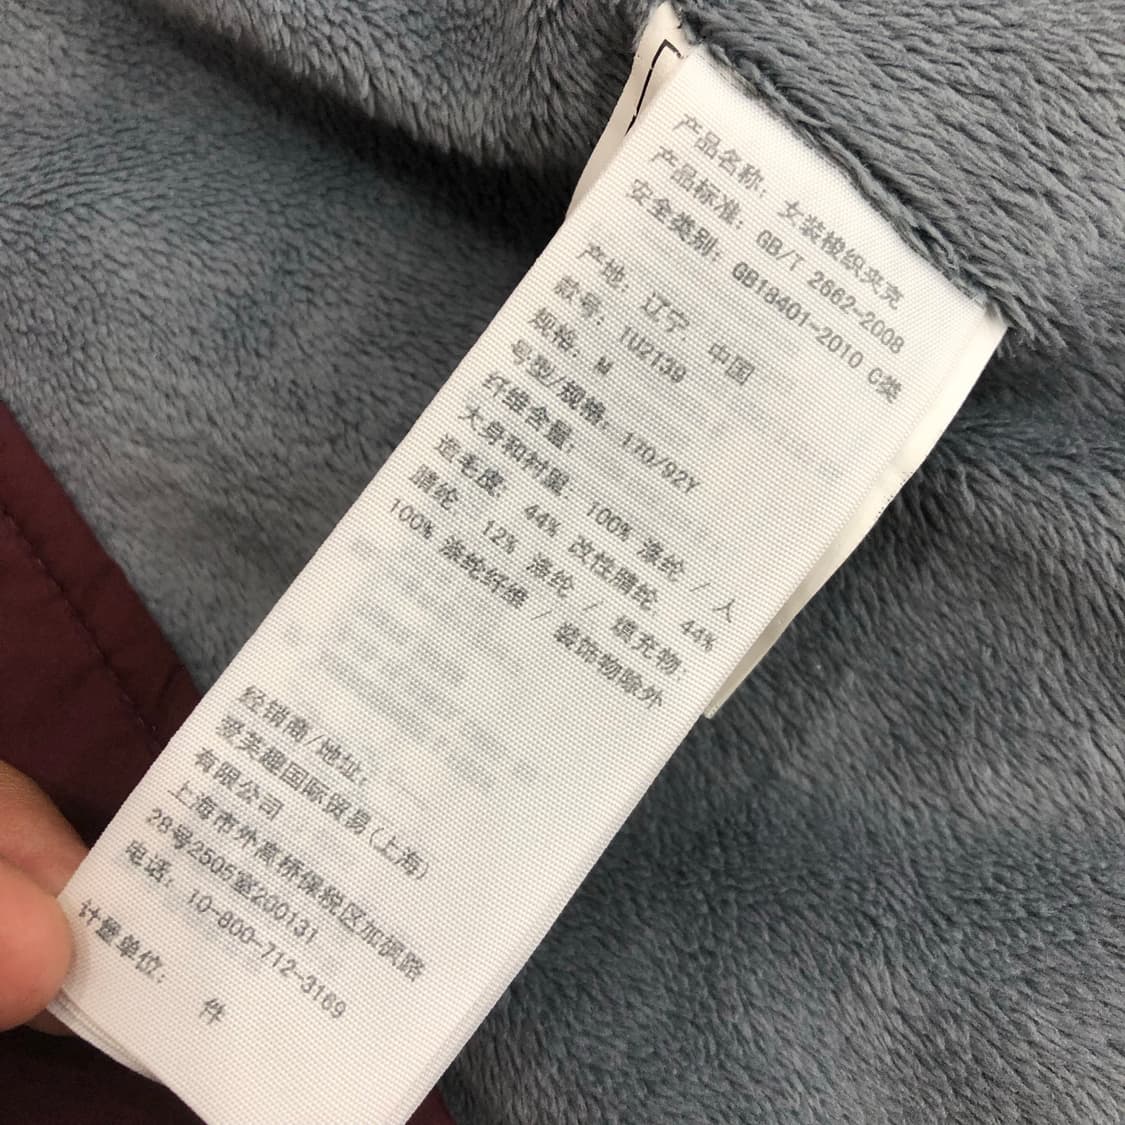 产品名称: 女装梭织夹克
产品标准: GB/T 2662-2008
安全类别: GB18401-2010 C类
产地: 辽宁 中国
款号: 1U2139
规格: M
号型/规格: 170/92Y
纤维含量:
大身和衬里: 100% 涤纶 / 人
造毛皮: 44% 改性腈纶 44%
腈纶 12% 涤纶 / 填充物:
100% 涤纶纤维 / 装饰物除外
经销商/地址:
爱芙趣国际贸易(上海)
有限公司
上海市外高桥保税区加枫路
28号2505室200131
电话: 10-800-712-3169
计量单位: 件